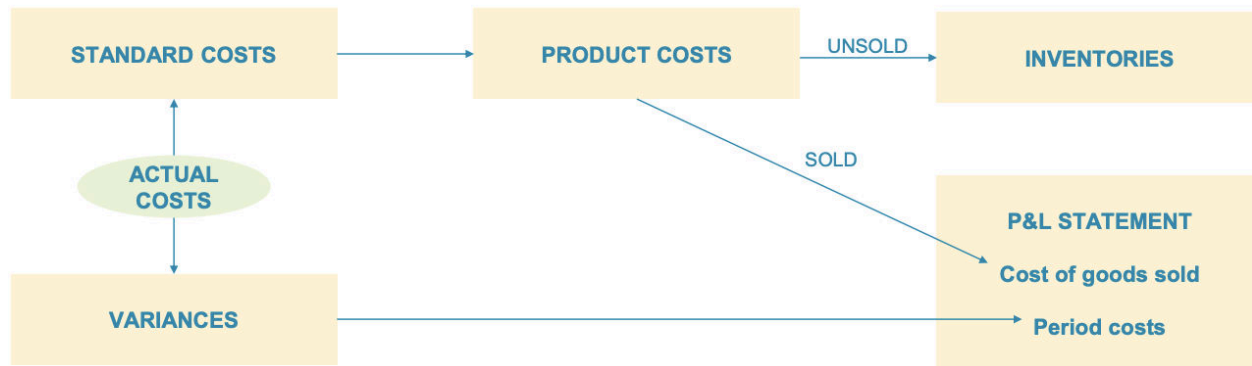 STANDARD COSTS
PRODUCT COSTS
UNSOLD
INVENTORIES
ACTUAL
COSTS
SOLD
P&L STATEMENT
Cost of goods sold
VARIANCES
Period costs